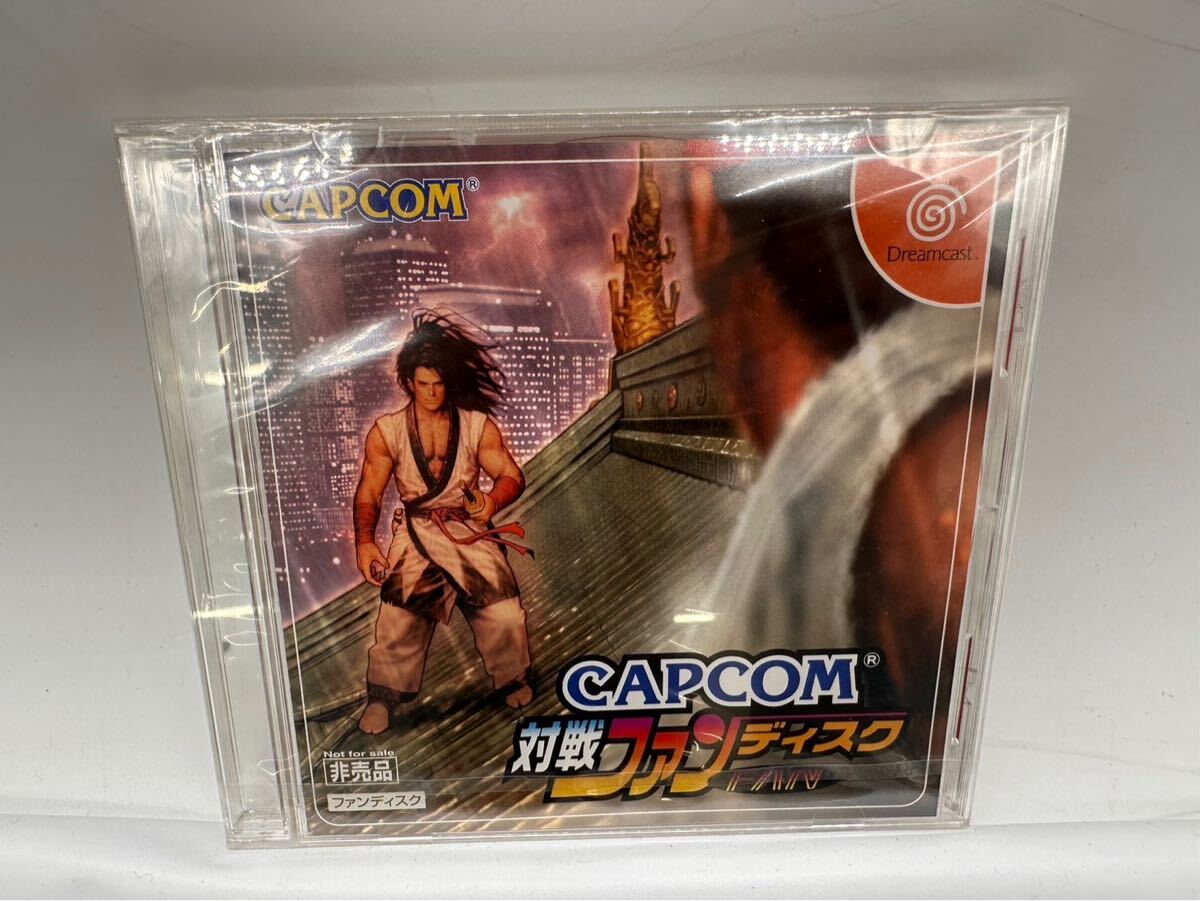 CAPCOM®
Dreamcast™
CAPCOM®
対戦ファンディスク
FAN
Not for sale
非売品
ファンディスク